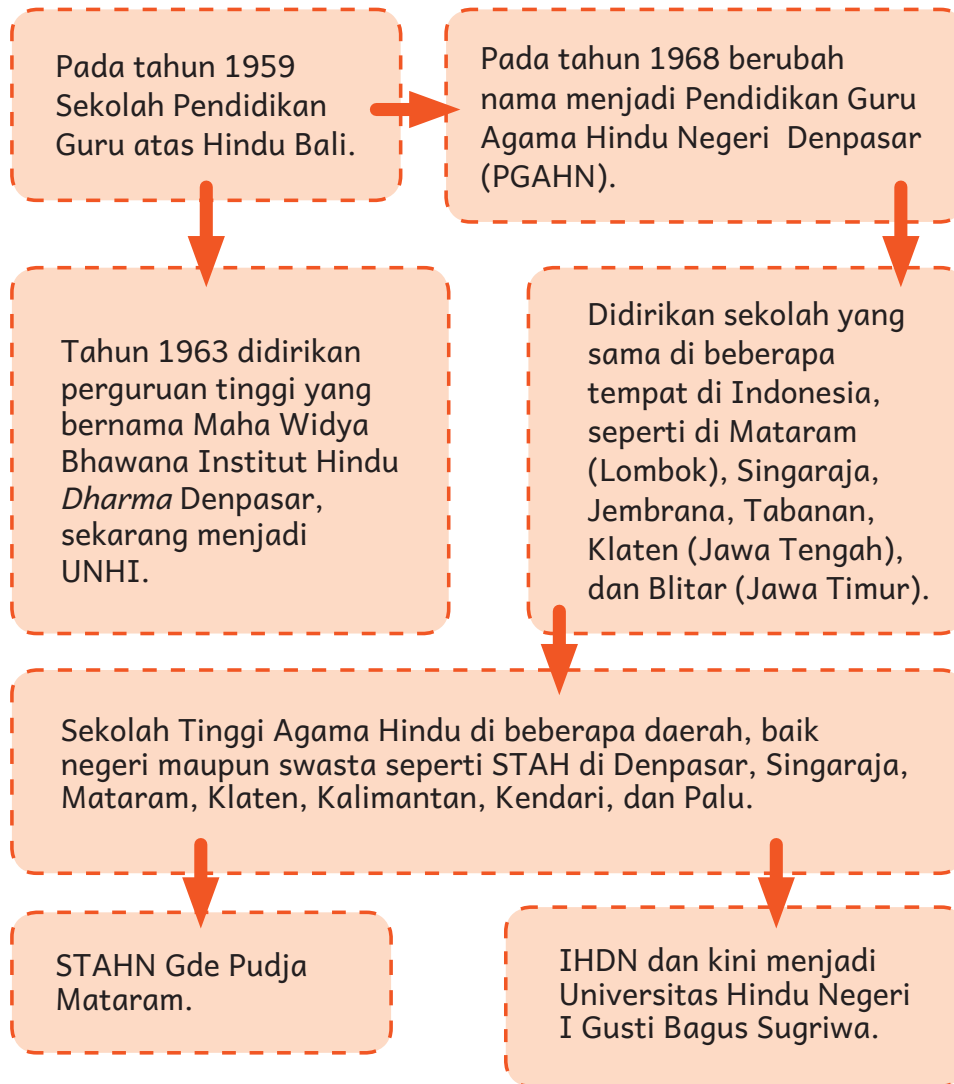 Pada tahun 1959
Sekolah Pendidikan
Guru atas Hindu Bali.
Pada tahun 1968 berubah
nama menjadi Pendidikan Guru
Agama Hindu Negeri Denpasar
(PGAHN).
Tahun 1963 didirikan
perguruan tinggi yang
bernama Maha Widya
Bhawana Institut Hindu
Dharma Denpasar,
sekarang menjadi
UNHI.
Didirikan sekolah yang
sama di beberapa
tempat di Indonesia,
seperti di Mataram
(Lombok), Singaraja,
Jembrana, Tabanan,
Klaten (Jawa Tengah),
dan Blitar (Jawa Timur).
Sekolah Tinggi Agama Hindu di beberapa daerah, baik
negeri maupun swasta seperti STAH di Denpasar, Singaraja,
Mataram, Klaten, Kalimantan, Kendari, dan Palu.
STAHN Gde Pudja
Mataram.
IHDN dan kini menjadi
Universitas Hindu Negeri
I Gusti Bagus Sugriwa.